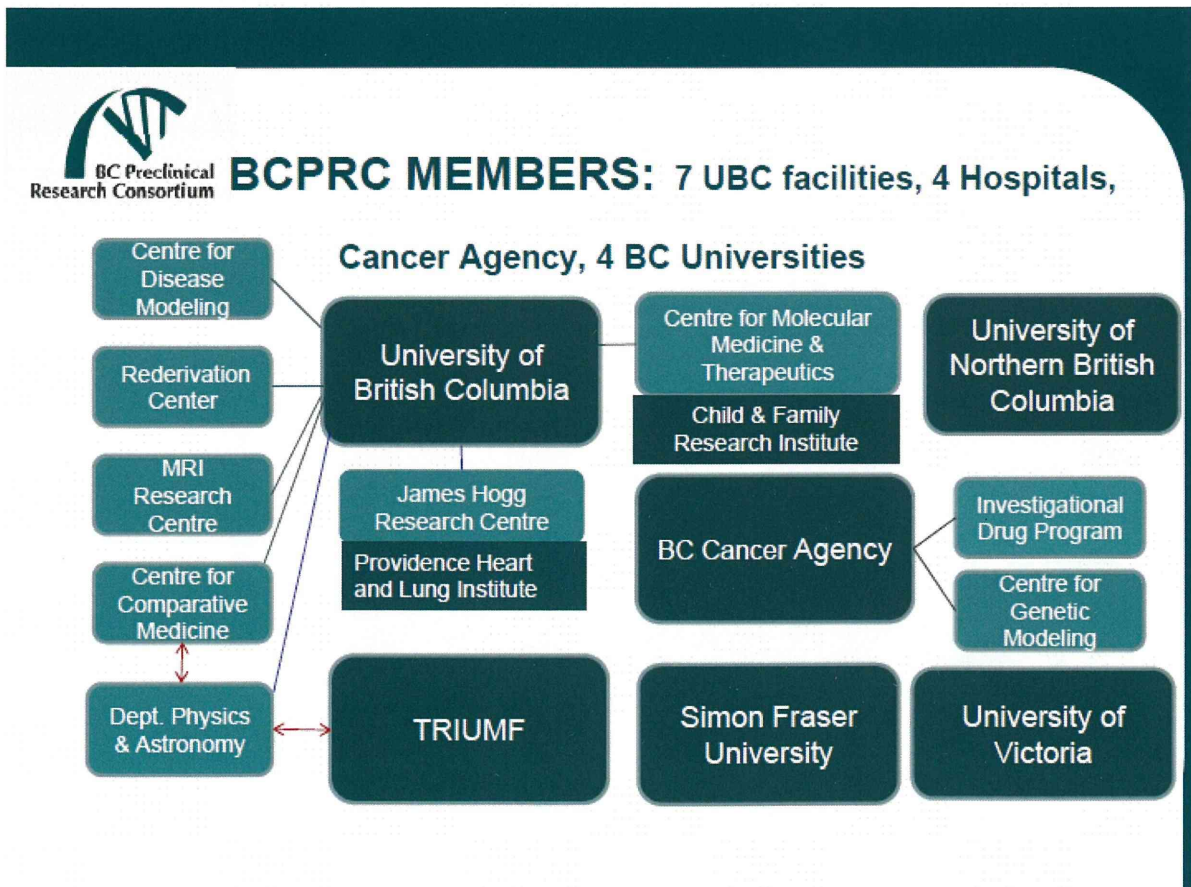 BC Preclinical
Research Consortium
BCPRC MEMBERS: 7 UBC facilities, 4 Hospitals,
Cancer Agency, 4 BC Universities
Centre for
Disease
Modeling
Rederivation
Center
MRI
Research
Centre
Centre for
Comparative
Medicine
Dept. Physics
& Astronomy
University of
British Columbia
James Hogg
Research Centre
Providence Heart
and Lung Institute
TRIUMF
Centre for Molecular
Medicine &
Therapeutics
Child & Family
Research Institute
BC Cancer Agency
Simon Fraser
University
University of
Northern British
Columbia
Investigational
Drug Program
Centre for
Genetic
Modeling
University of
Victoria